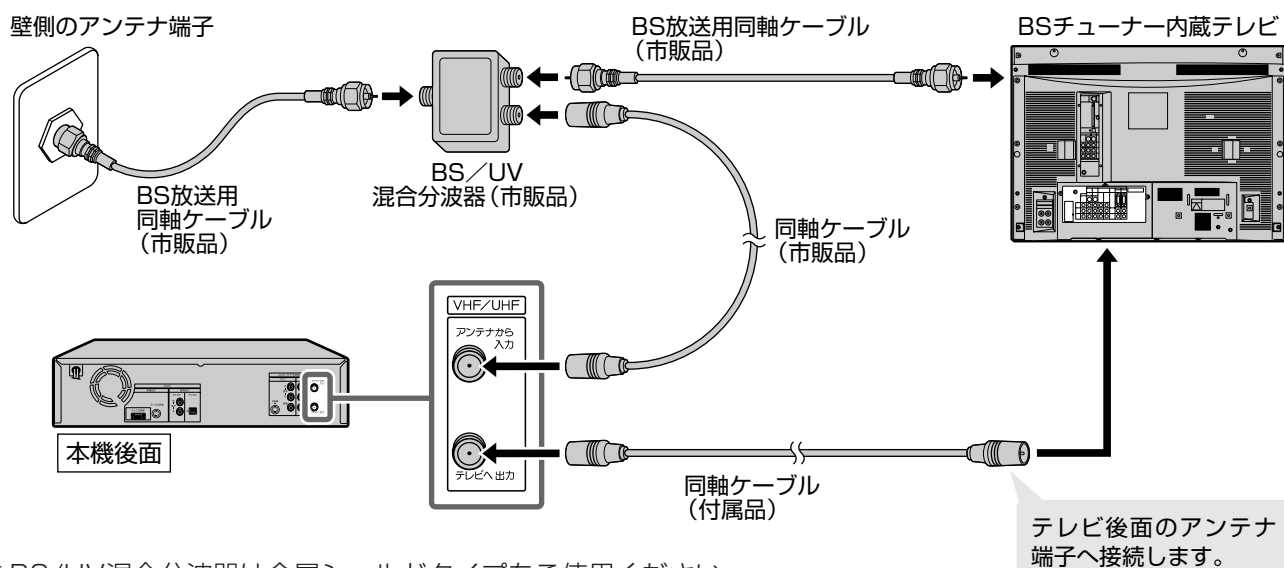 壁側のアンテナ端子
BS放送用同軸ケーブル
（市販品）
BSチューナー内蔵テレビ
BS／UV
混合分波器（市販品）
BS放送用
同軸ケーブル
（市販品）
同軸ケーブル
（市販品）
VHF/UHF
アンテナから
入力
テレビへ出力
本機後面
同軸ケーブル
（付属品）
テレビ後面のアンテナ
端子へ接続します。